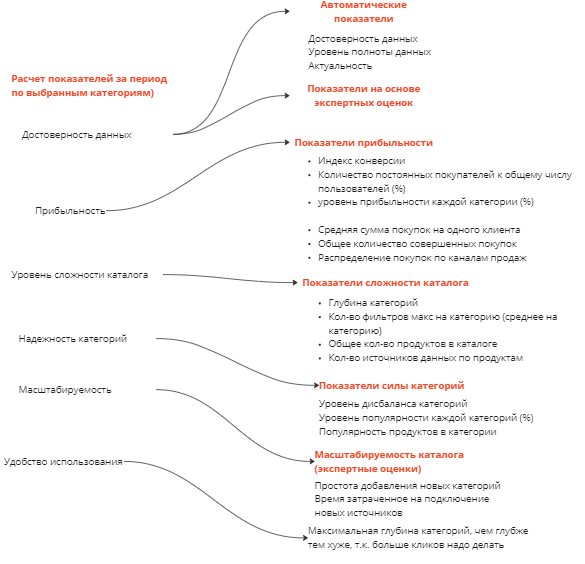 Расчет показателей за период
по выбранным категориям)
Достоверность данных
Прибыльность
Уровень сложности каталога
Надежность категорий
Масштабируемость
Удобство использования
Автоматические
показатели
Достоверность данных
Уровень полноты данных
Актуальность
Показатели на основе
экспертных оценок
Показатели прибыльности
• Индекс конверсии
• Количество постоянных покупателей к общему числу
пользователей (%)
• уровень прибыльности каждой категории (%)
• Средняя сумма покупок на одного клиента
• Общее количество совершенных покупок
• Распределение покупок по каналам продаж
Показатели сложности каталога
• Глубина категорий
• Кол-во фильтров макс на категорию (среднее на
категорию)
• Общее кол-во продуктов в каталоге
• Кол-во источников данных по продуктам
Показатели силы категорий
Уровень дисбаланса категорий
Уровень популярности каждой категорий (%)
Популярность продуктов в категории
Масштабируемость каталога
(экспертные оценки)
Простота добавления новых категорий
Время затраченное на подключение
новых источников
Максимальная глубина категорий, чем глубже
тем хуже, т.к. больше кликов надо делать